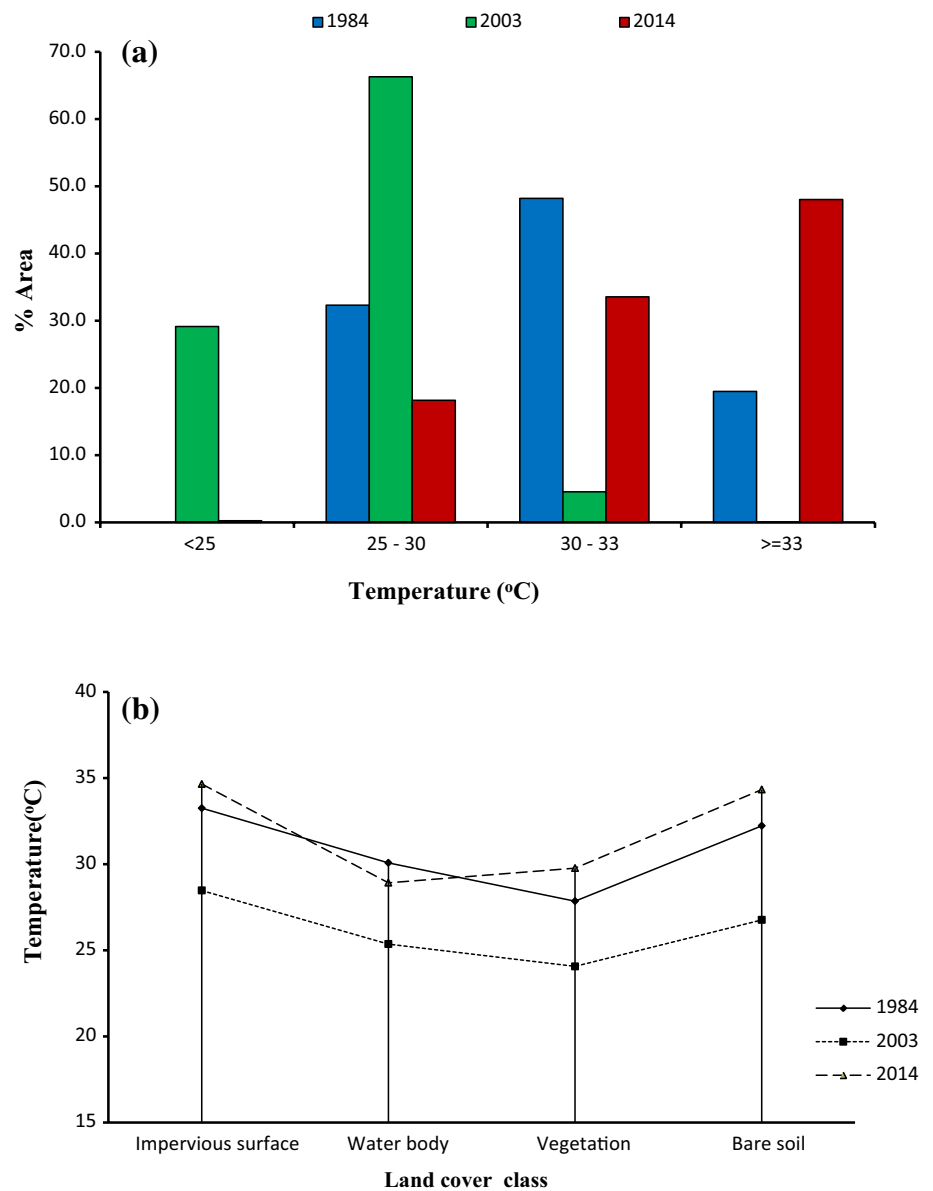 1984 2003 2014
(a)
70.0
60.0
50.0
40.0
30.0
20.0
10.0
0.0
% Area
<25 25 - 30 30 - 33 >=33
Temperature (oC)
(b)
40
35
30
25
20
15
Temperature(oC)
1984
2003
2014
Impervious surface Water body Vegetation Bare soil
Land cover class